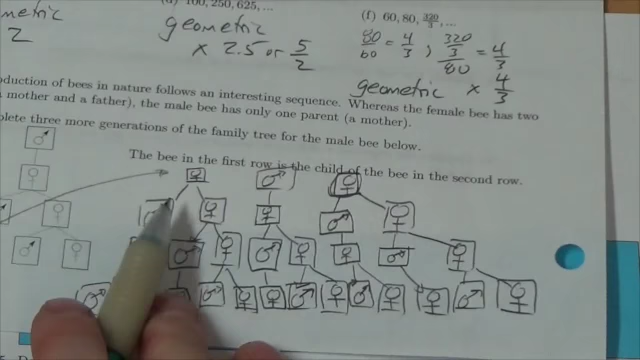 (d) 100, 250, 625, ...
(f) 60, 80, 320/3, ...
metric
2
geometric
× 2.5 or 5/2
80/60 = 4/3 ; 320/3/80 = 4/3
geometric × 4/3
oduction of bees in nature follows an interesting sequence. Whereas the female bee has two
a mother and a father), the male bee has only one parent (a mother).
plete three more generations of the family tree for the male bee below.
The bee in the first row is the child of the bee in the second row.